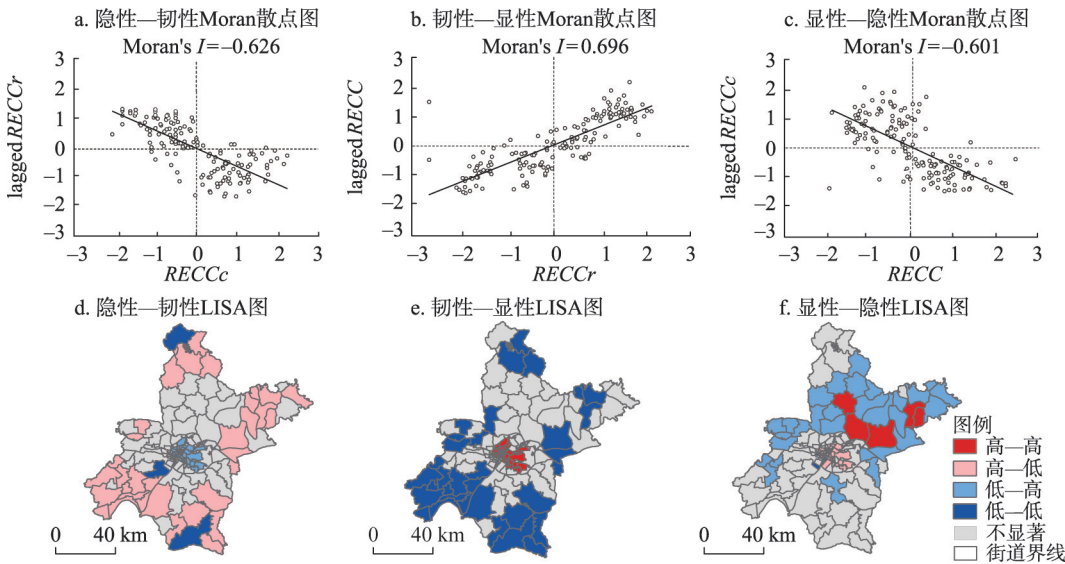 a. 隐性—韧性Moran散点图
Moran's I=–0.626
3
2
1
0
–1
–2
–3
lagged RECCr
–3 –2 –1 0 1 2 3
RECCc
b. 韧性—显性Moran散点图
Moran's I=0.696
3
2
1
0
–1
–2
–3
lagged RECC
–3 –2 –1 0 1 2 3
RECCr
c. 显性—隐性Moran散点图
Moran's I=–0.601
3
2
1
0
–1
–2
–3
lagged RECCc
–3 –2 –1 0 1 2 3
RECC
d. 隐性—韧性LISA图
0 40 km
e. 韧性—显性LISA图
0 40 km
f. 显性—隐性LISA图
0 40 km
图例
高—高
高—低
低—高
低—低
不显著
街道界线